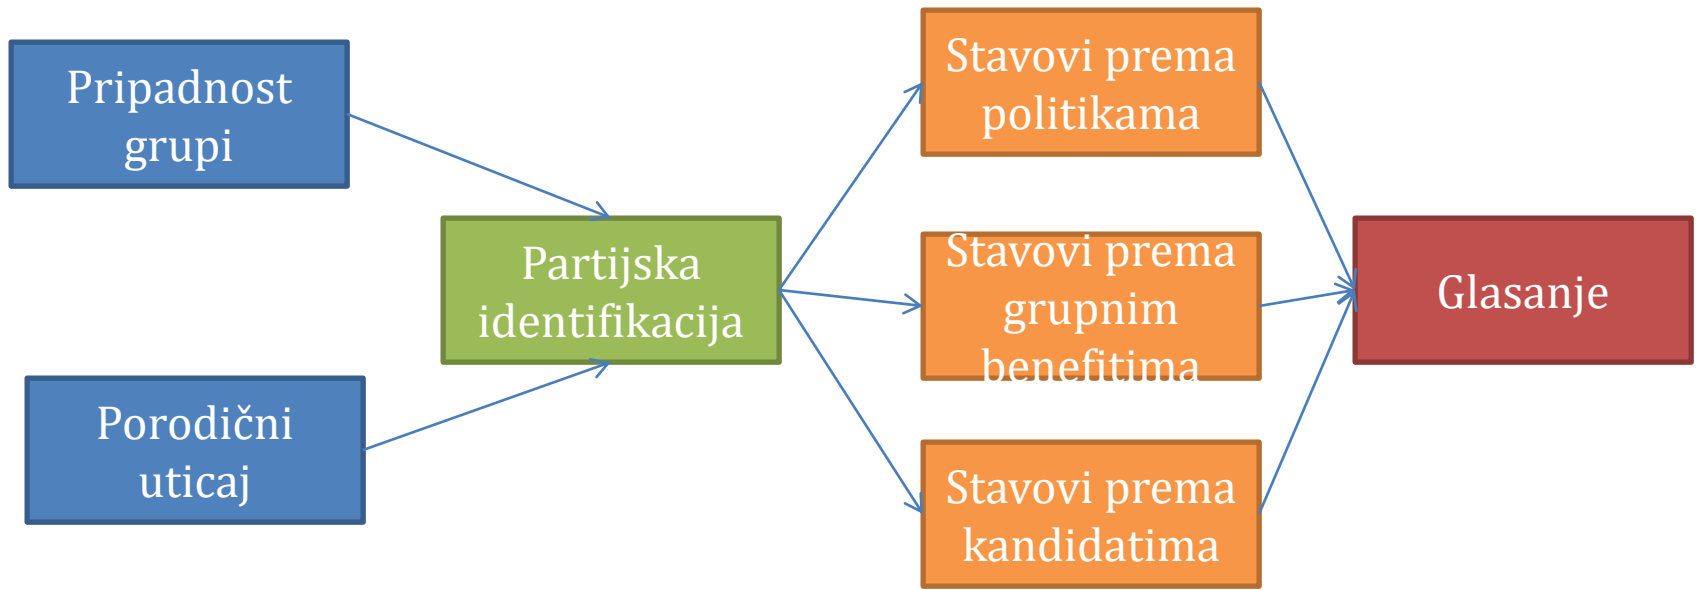 Pripadnost
grupi
Porodični
uticaj
Partijska
identifikacija
Stavovi prema
politikama
Stavovi prema
grupnim
benefitima
Stavovi prema
kandidatima
Glasanje